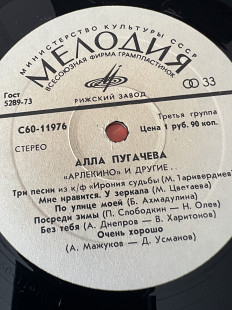 МИНИСТЕРСТВО КУЛЬТУРЫ СССР
МЕЛОДИЯ
ВСЕСОЮЗНАЯ ФИРМА ГРАМПЛАСТИНОК
Гост
5289-73
33
РИЖСКИЙ ЗАВОД
С60-11976
Третья группа
Цена 1 руб. 90 коп.
СТЕРЕО
АЛЛА ПУГАЧЕВА
«АРЛЕКИНО» И ДРУГИЕ...
Три песни из к/ф «Ирония судьбы» (М. Таривердиев)
Мне нравится. У зеркала (М. Цветаева)
По улице моей (Б. Ахмадулина)
Посреди зимы (П. Слободкин — Н. Олев)
Без тебя (А. Днепров — В. Харитонов)
Очень хорошо
(А. Мажуков — Д. Усманов)